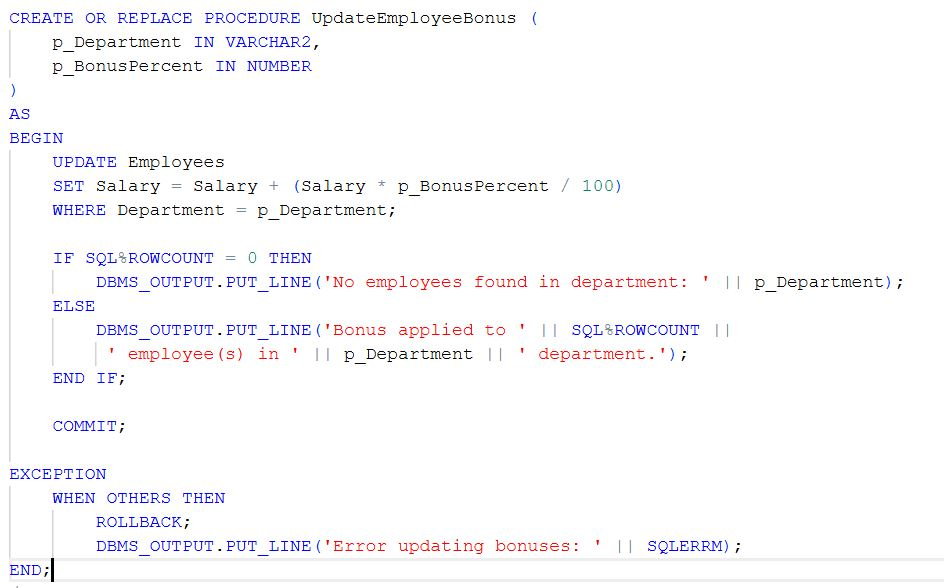 CREATE OR REPLACE PROCEDURE UpdateEmployeeBonus (
    p_Department IN VARCHAR2,
    p_BonusPercent IN NUMBER
)
AS
BEGIN
    UPDATE Employees
    SET Salary = Salary + (Salary * p_BonusPercent / 100)
    WHERE Department = p_Department;

    IF SQL%ROWCOUNT = 0 THEN
        DBMS_OUTPUT.PUT_LINE('No employees found in department: ' || p_Department);
    ELSE
        DBMS_OUTPUT.PUT_LINE('Bonus applied to ' || SQL%ROWCOUNT ||
         ' employee(s) in ' || p_Department || ' department.');
    END IF;

    COMMIT;

EXCEPTION
    WHEN OTHERS THEN
        ROLLBACK;
        DBMS_OUTPUT.PUT_LINE('Error updating bonuses: ' || SQLERRM);
END;